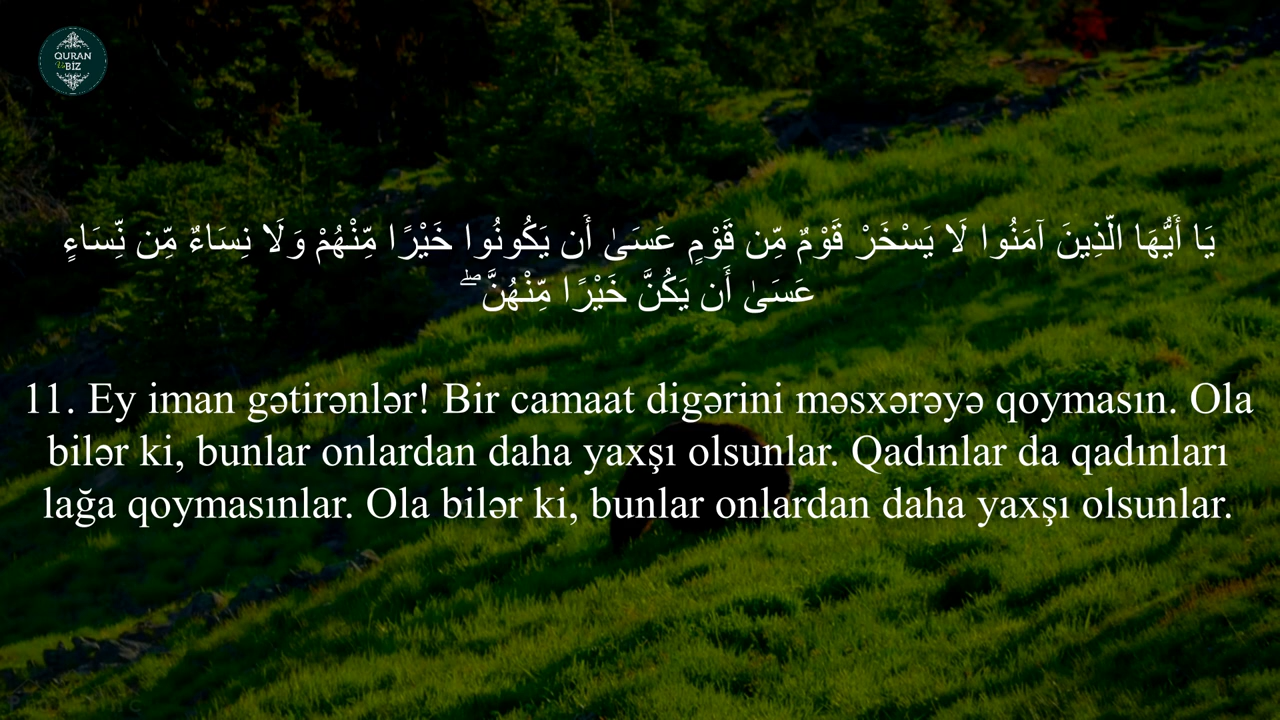 QURAN
Və BİZ
يَا أَيُّهَا الَّذِينَ آمَنُوا لَا يَسْخَرْ قَوْمٌ مِّن قَوْمٍ عَسَىٰ أَن يَكُونُوا خَيْرًا مِّنْهُمْ وَلَا نِسَاءٌ مِّن نِّسَاءٍ
عَسَىٰ أَن يَكُنَّ خَيْرًا مِّنْهُنَّ ۖ
11. Ey iman gətirənlər! Bir camaat digərini məsxərəyə qoymasın. Ola
bilər ki, bunlar onlardan daha yaxşı olsunlar. Qadınlar da qadınları
lağa qoymasınlar. Ola bilər ki, bunlar onlardan daha yaxşı olsunlar.